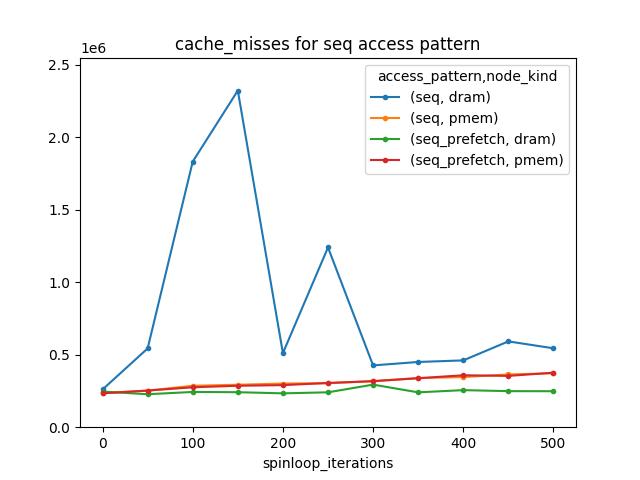 cache_misses for seq access pattern
1e6
2.5
2.0
1.5
1.0
0.5
0.0
access_pattern,node_kind
(seq, dram)
(seq, pmem)
(seq_prefetch, dram)
(seq_prefetch, pmem)
0 100 200 300 400 500
spinloop_iterations